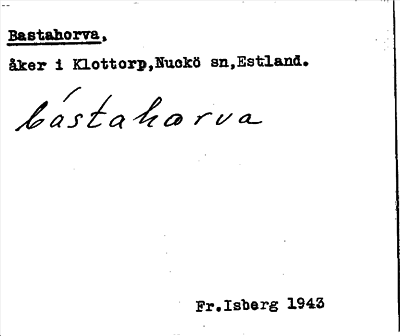 Bastahorva,
åker i Klottorp,Nuckö sn,Estland.
bástahorva
Fr.Isberg 1943